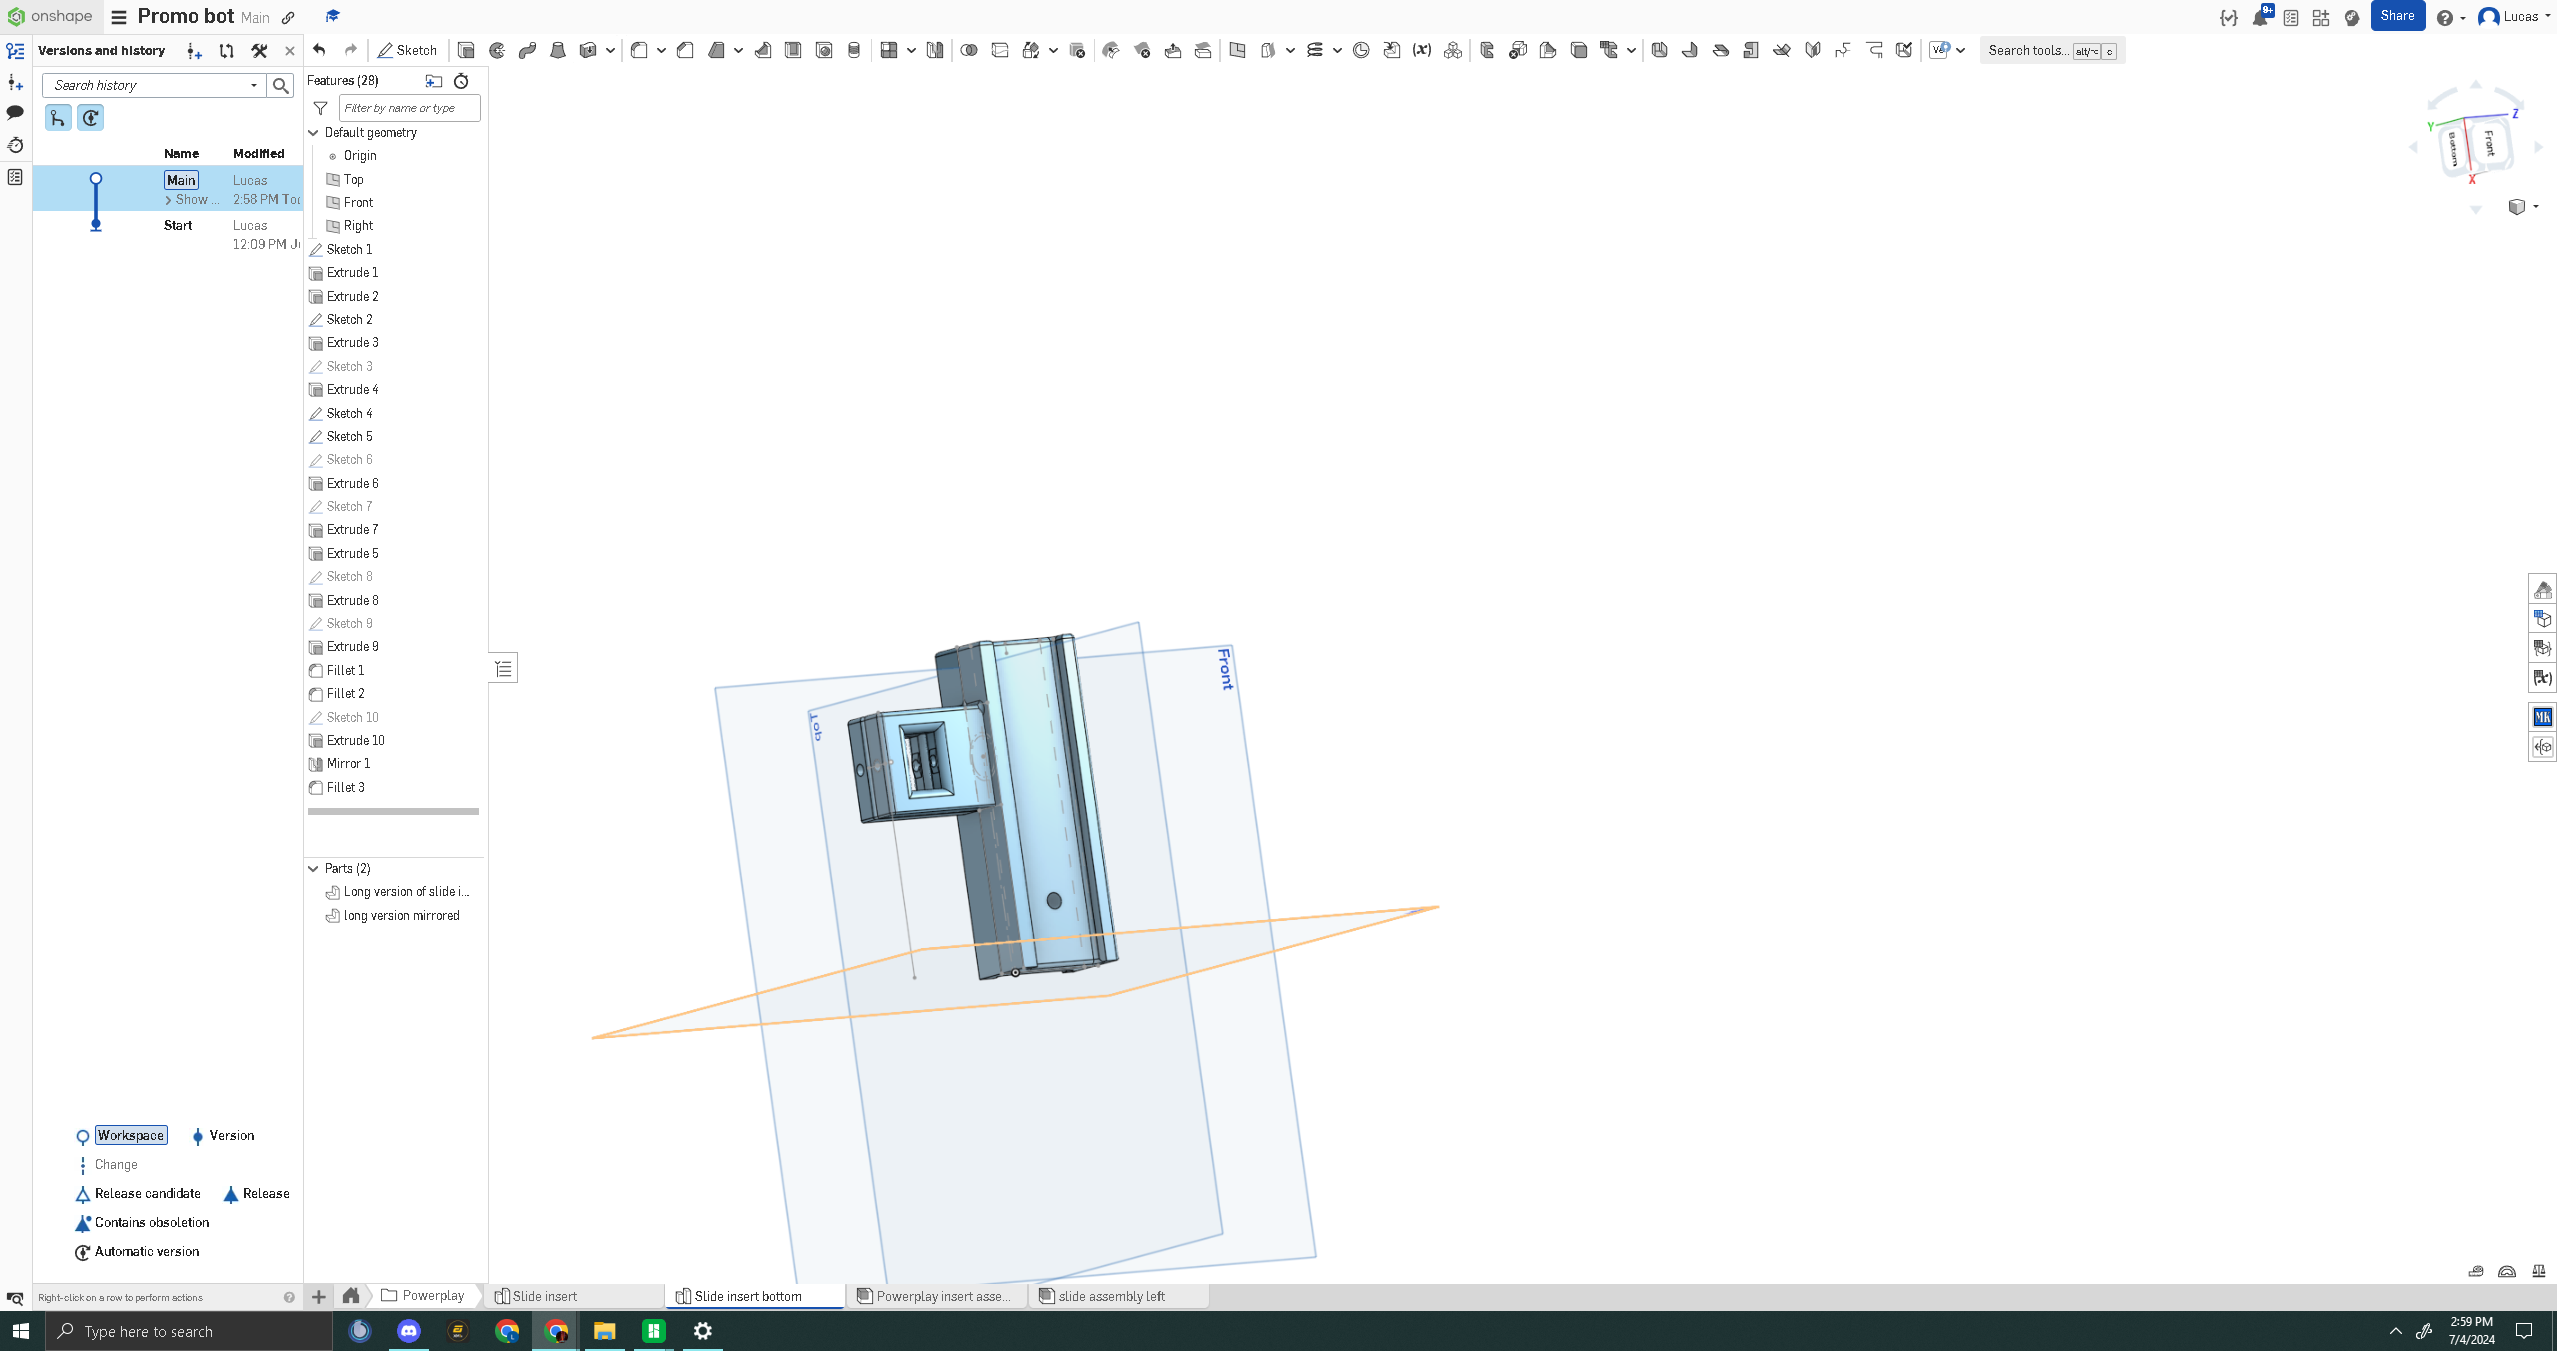 onshape
Promo bot Main
Share
Lucas
Versions and history
Sketch
Search tools... alt/⌥ c
Search history
Name Modified
Main Lucas
Show ... 2:58 PM Toc
Start Lucas
12:09 PM Ju
Features (28)
Filter by name or type
Default geometry
Origin
Top
Front
Right
Sketch 1
Extrude 1
Extrude 2
Sketch 2
Extrude 3
Sketch 3
Extrude 4
Sketch 4
Sketch 5
Sketch 6
Extrude 6
Sketch 7
Extrude 7
Extrude 5
Sketch 8
Extrude 8
Sketch 9
Extrude 9
Fillet 1
Fillet 2
Sketch 10
Extrude 10
Mirror 1
Fillet 3
Parts (2)
Long version of slide i...
long version mirrored
Top
Front
Z
Y
Bottom
Front
X
9+
MK
Workspace Version
Change
Release candidate Release
Contains obsoletion
Automatic version
Right-click on a row to perform actions
Powerplay
Slide insert
Slide insert bottom
Powerplay insert asse...
slide assembly left
Type here to search
2:59 PM
7/4/2024